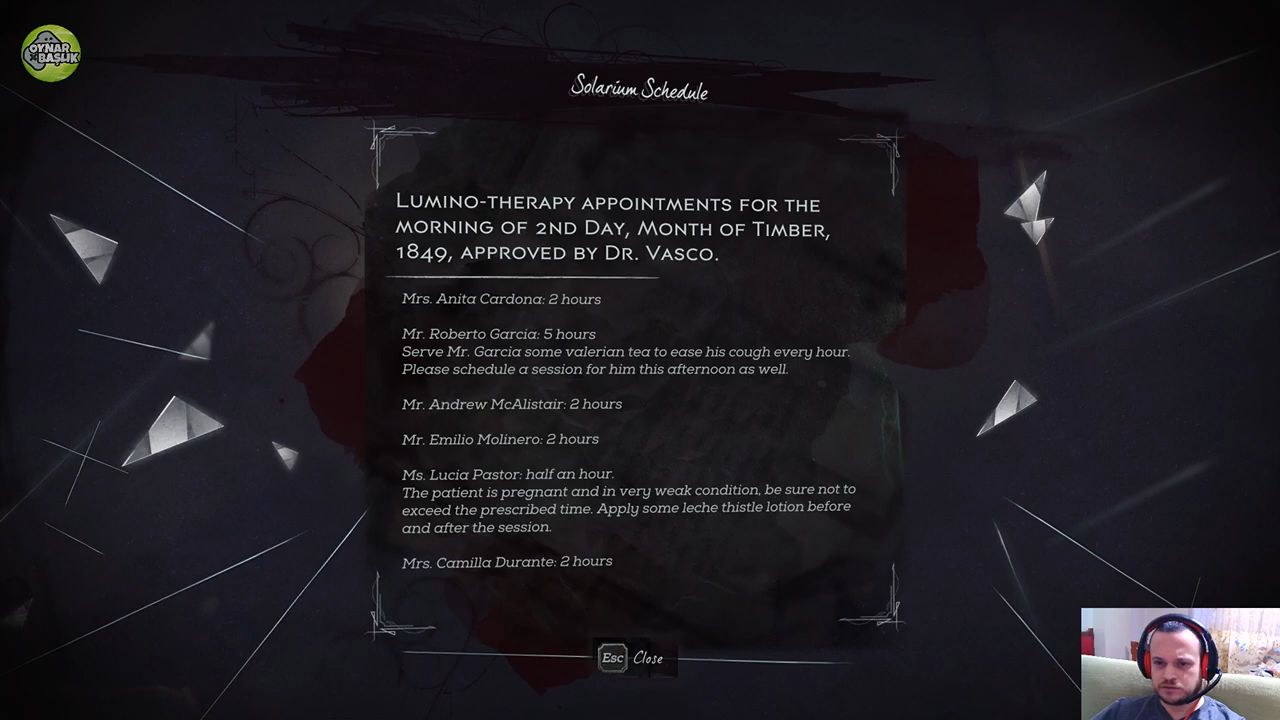 OYNAR
BAŞLIK
Solarium Schedule
LUMINO-THERAPY APPOINTMENTS FOR THE
MORNING OF 2ND DAY, MONTH OF TIMBER,
1849, APPROVED BY DR. VASCO.
Mrs. Anita Cardona: 2 hours
Mr. Roberto Garcia: 5 hours
Serve Mr. Garcia some valerian tea to ease his cough every hour.
Please schedule a session for him this afternoon as well.
Mr. Andrew McAlistair: 2 hours
Mr. Emilio Molinero: 2 hours
Ms. Lucia Pastor: half an hour.
The patient is pregnant and in very weak condition, be sure not to
exceed the prescribed time. Apply some leche thistle lotion before
and after the session.
Mrs. Camilla Durante: 2 hours
Esc Close